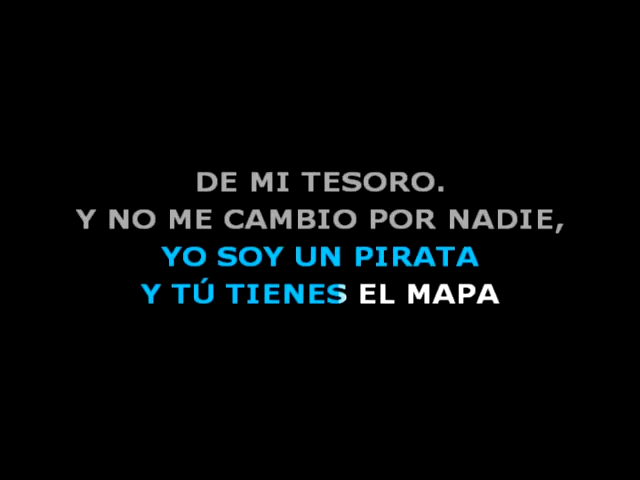 DE MI TESORO.
Y NO ME CAMBIO POR NADIE,
YO SOY UN PIRATA
Y TÚ TIENES EL MAPA